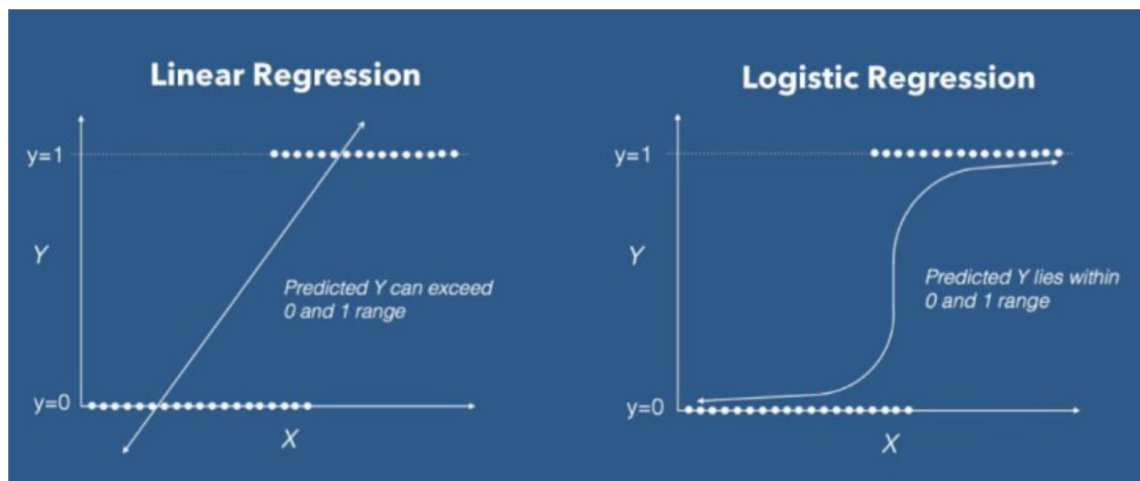 Linear Regression
y=1
Y
Predicted Y can exceed
0 and 1 range
y=0
X
Logistic Regression
y=1
Y
Predicted Y lies within
0 and 1 range
y=0
X